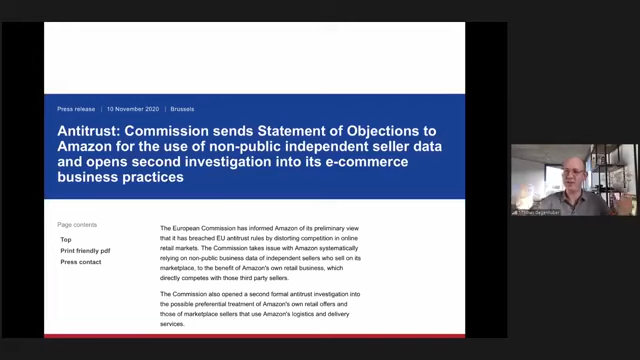 Press release | 10 November 2020 | Brussels
Antitrust: Commission sends Statement of Objections to
Amazon for the use of non-public independent seller data
and opens second investigation into its e-commerce
business practices
Page contents
Top
Print friendly pdf
Press contact
The European Commission has informed Amazon of its preliminary view
that it has breached EU antitrust rules by distorting competition in online
retail markets. The Commission takes issue with Amazon systematically
relying on non-public business data of independent sellers who sell on its
marketplace, to the benefit of Amazon's own retail business, which
directly competes with those third party sellers.
The Commission also opened a second formal antitrust investigation into
the possible preferential treatment of Amazon's own retail offers and
those of marketplace sellers that use Amazon's logistics and delivery
services.